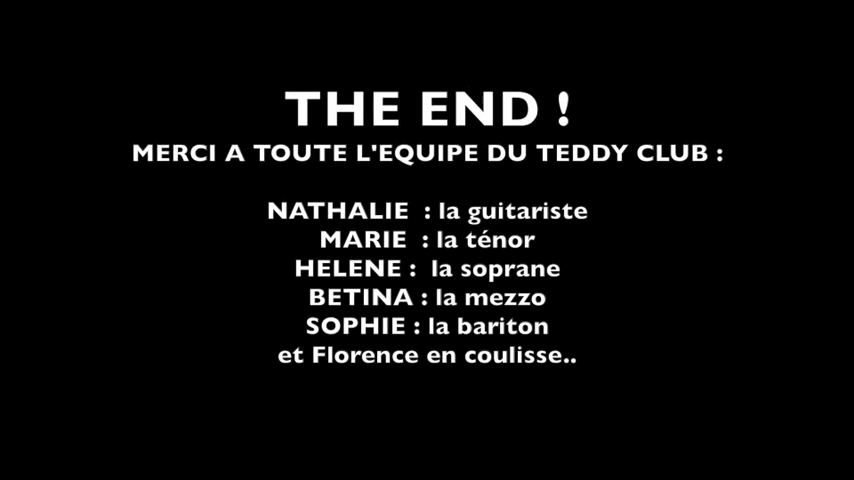 THE END !
MERCI A TOUTE L'EQUIPE DU TEDDY CLUB :
NATHALIE : la guitariste
MARIE : la ténor
HELENE : la soprane
BETINA : la mezzo
SOPHIE : la bariton
et Florence en coulisse..